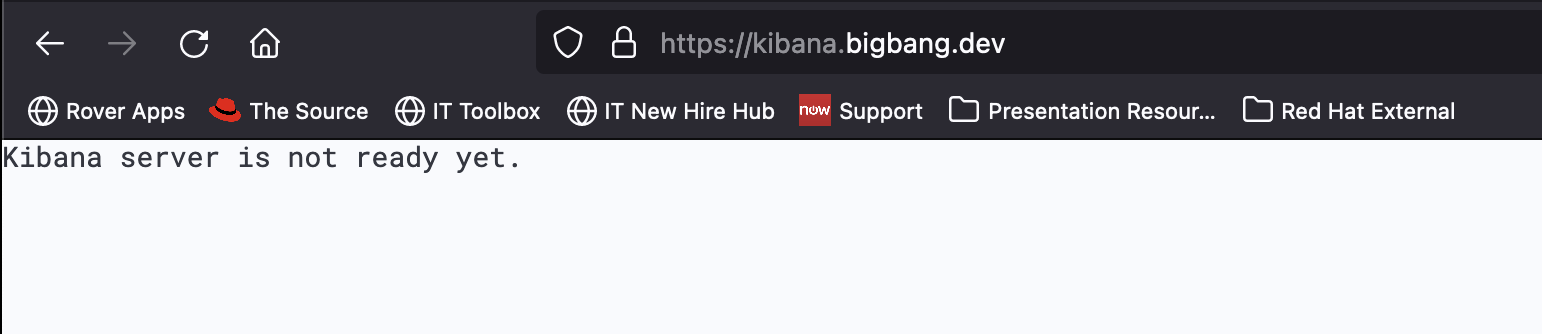 https://kibana.bigbang.dev
Rover Apps The Source IT Toolbox IT New Hire Hub now Support Presentation Resour... Red Hat External
Kibana server is not ready yet.